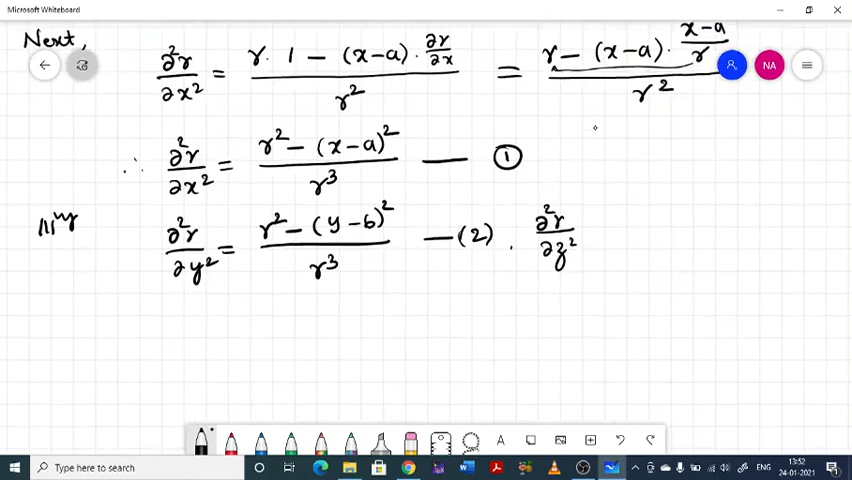 Microsoft Whiteboard
Next,
∂²r/∂x² = (r·1 − (x−a)·∂r/∂x)/r² = (r − (x−a)·(x−a)/r)/r²
NA
∴ ∂²r/∂x² = (r² − (x−a)²)/r³ — ①
lllly ∂²r/∂y² = (r² − (y−b)²)/r³ — (2). ∂²r/∂z²
Type here to search
ENG
13:52
24-01-2021